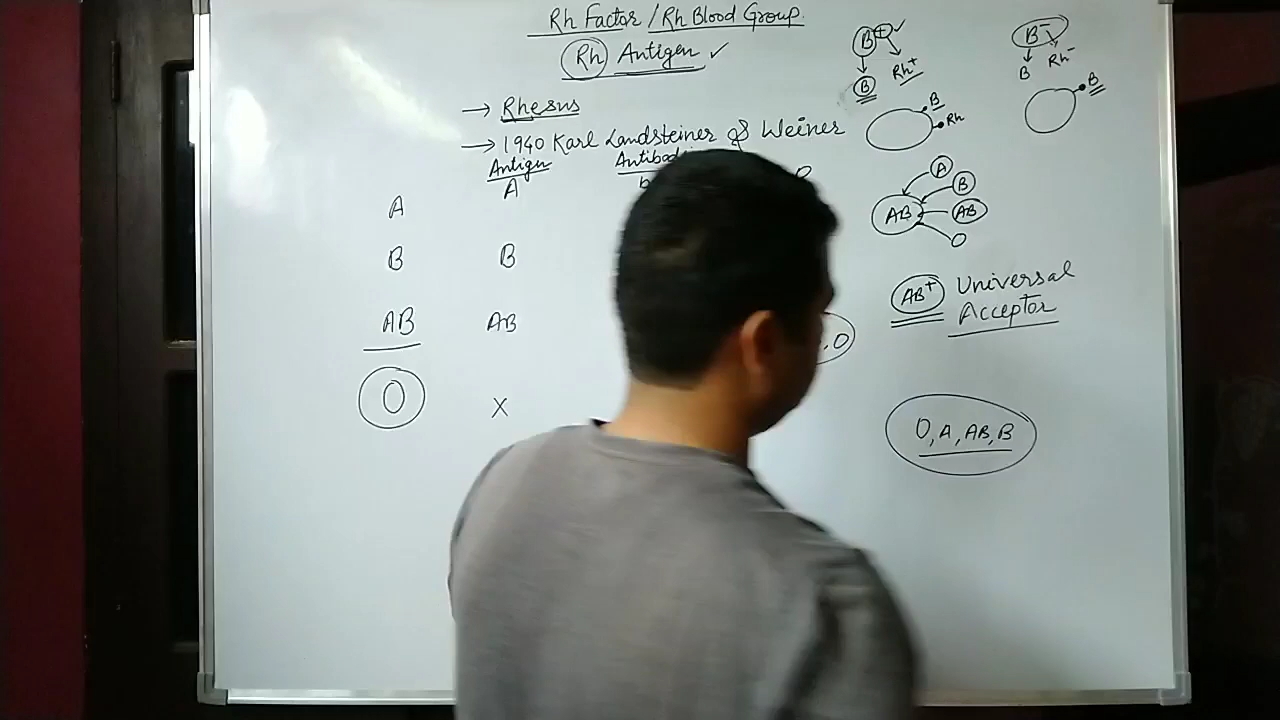 Rh Factor / Rh Blood Group.
Rh Antigen ✓
→ Rhesus
→ 1940 Karl Landsteiner & Weiner
Antigen
A A
B B
AB AB
O X
B+ ✓
B Rh+
B
Rh
B-
B Rh-
B
A
B
AB AB
O
AB+ Universal
Acceptor
, O
O, A, AB, B